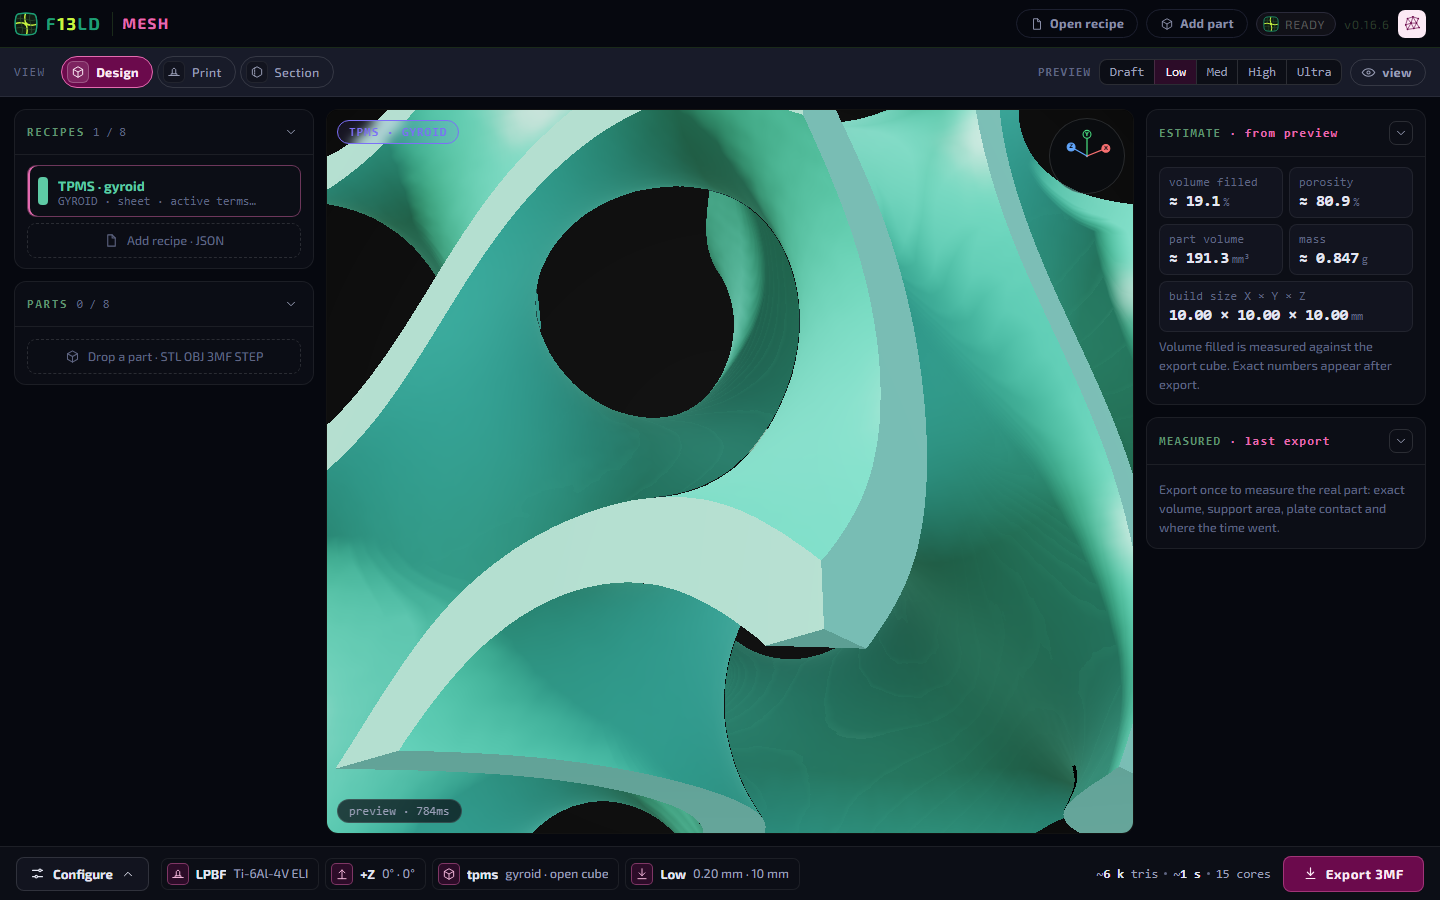 F13LD MESH
Open recipe
Add part
READY
v0.16.6
VIEW
Design
Print
Section
PREVIEW
Draft
Low
Med
High
Ultra
view
RECIPES 1 / 8
TPMS · gyroid
GYROID · sheet · active terms…
Add recipe · JSON
PARTS 0 / 8
Drop a part · STL OBJ 3MF STEP
TPMS · GYROID
Y
Z
X
preview · 784ms
ESTIMATE · from preview
volume filled
≈ 19.1 %
porosity
≈ 80.9 %
part volume
≈ 191.3 mm³
mass
≈ 0.847 g
build size X × Y × Z
10.00 × 10.00 × 10.00 mm
Volume filled is measured against the
export cube. Exact numbers appear after
export.
MEASURED · last export
Export once to measure the real part: exact
volume, support area, plate contact and
where the time went.
Configure
LPBF Ti-6Al-4V ELI
+Z 0° · 0°
tpms gyroid · open cube
Low 0.20 mm · 10 mm
~6 k tris • ~1 s • 15 cores
Export 3MF